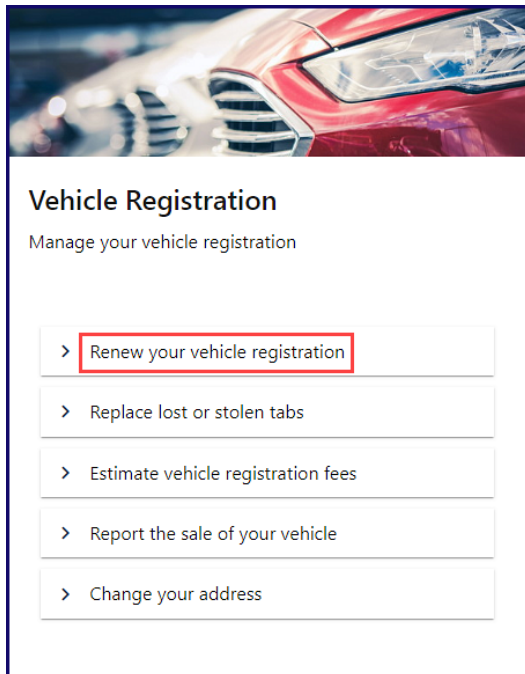 Vehicle Registration
Manage your vehicle registration
Renew your vehicle registration
Replace lost or stolen tabs
Estimate vehicle registration fees
Report the sale of your vehicle
Change your address